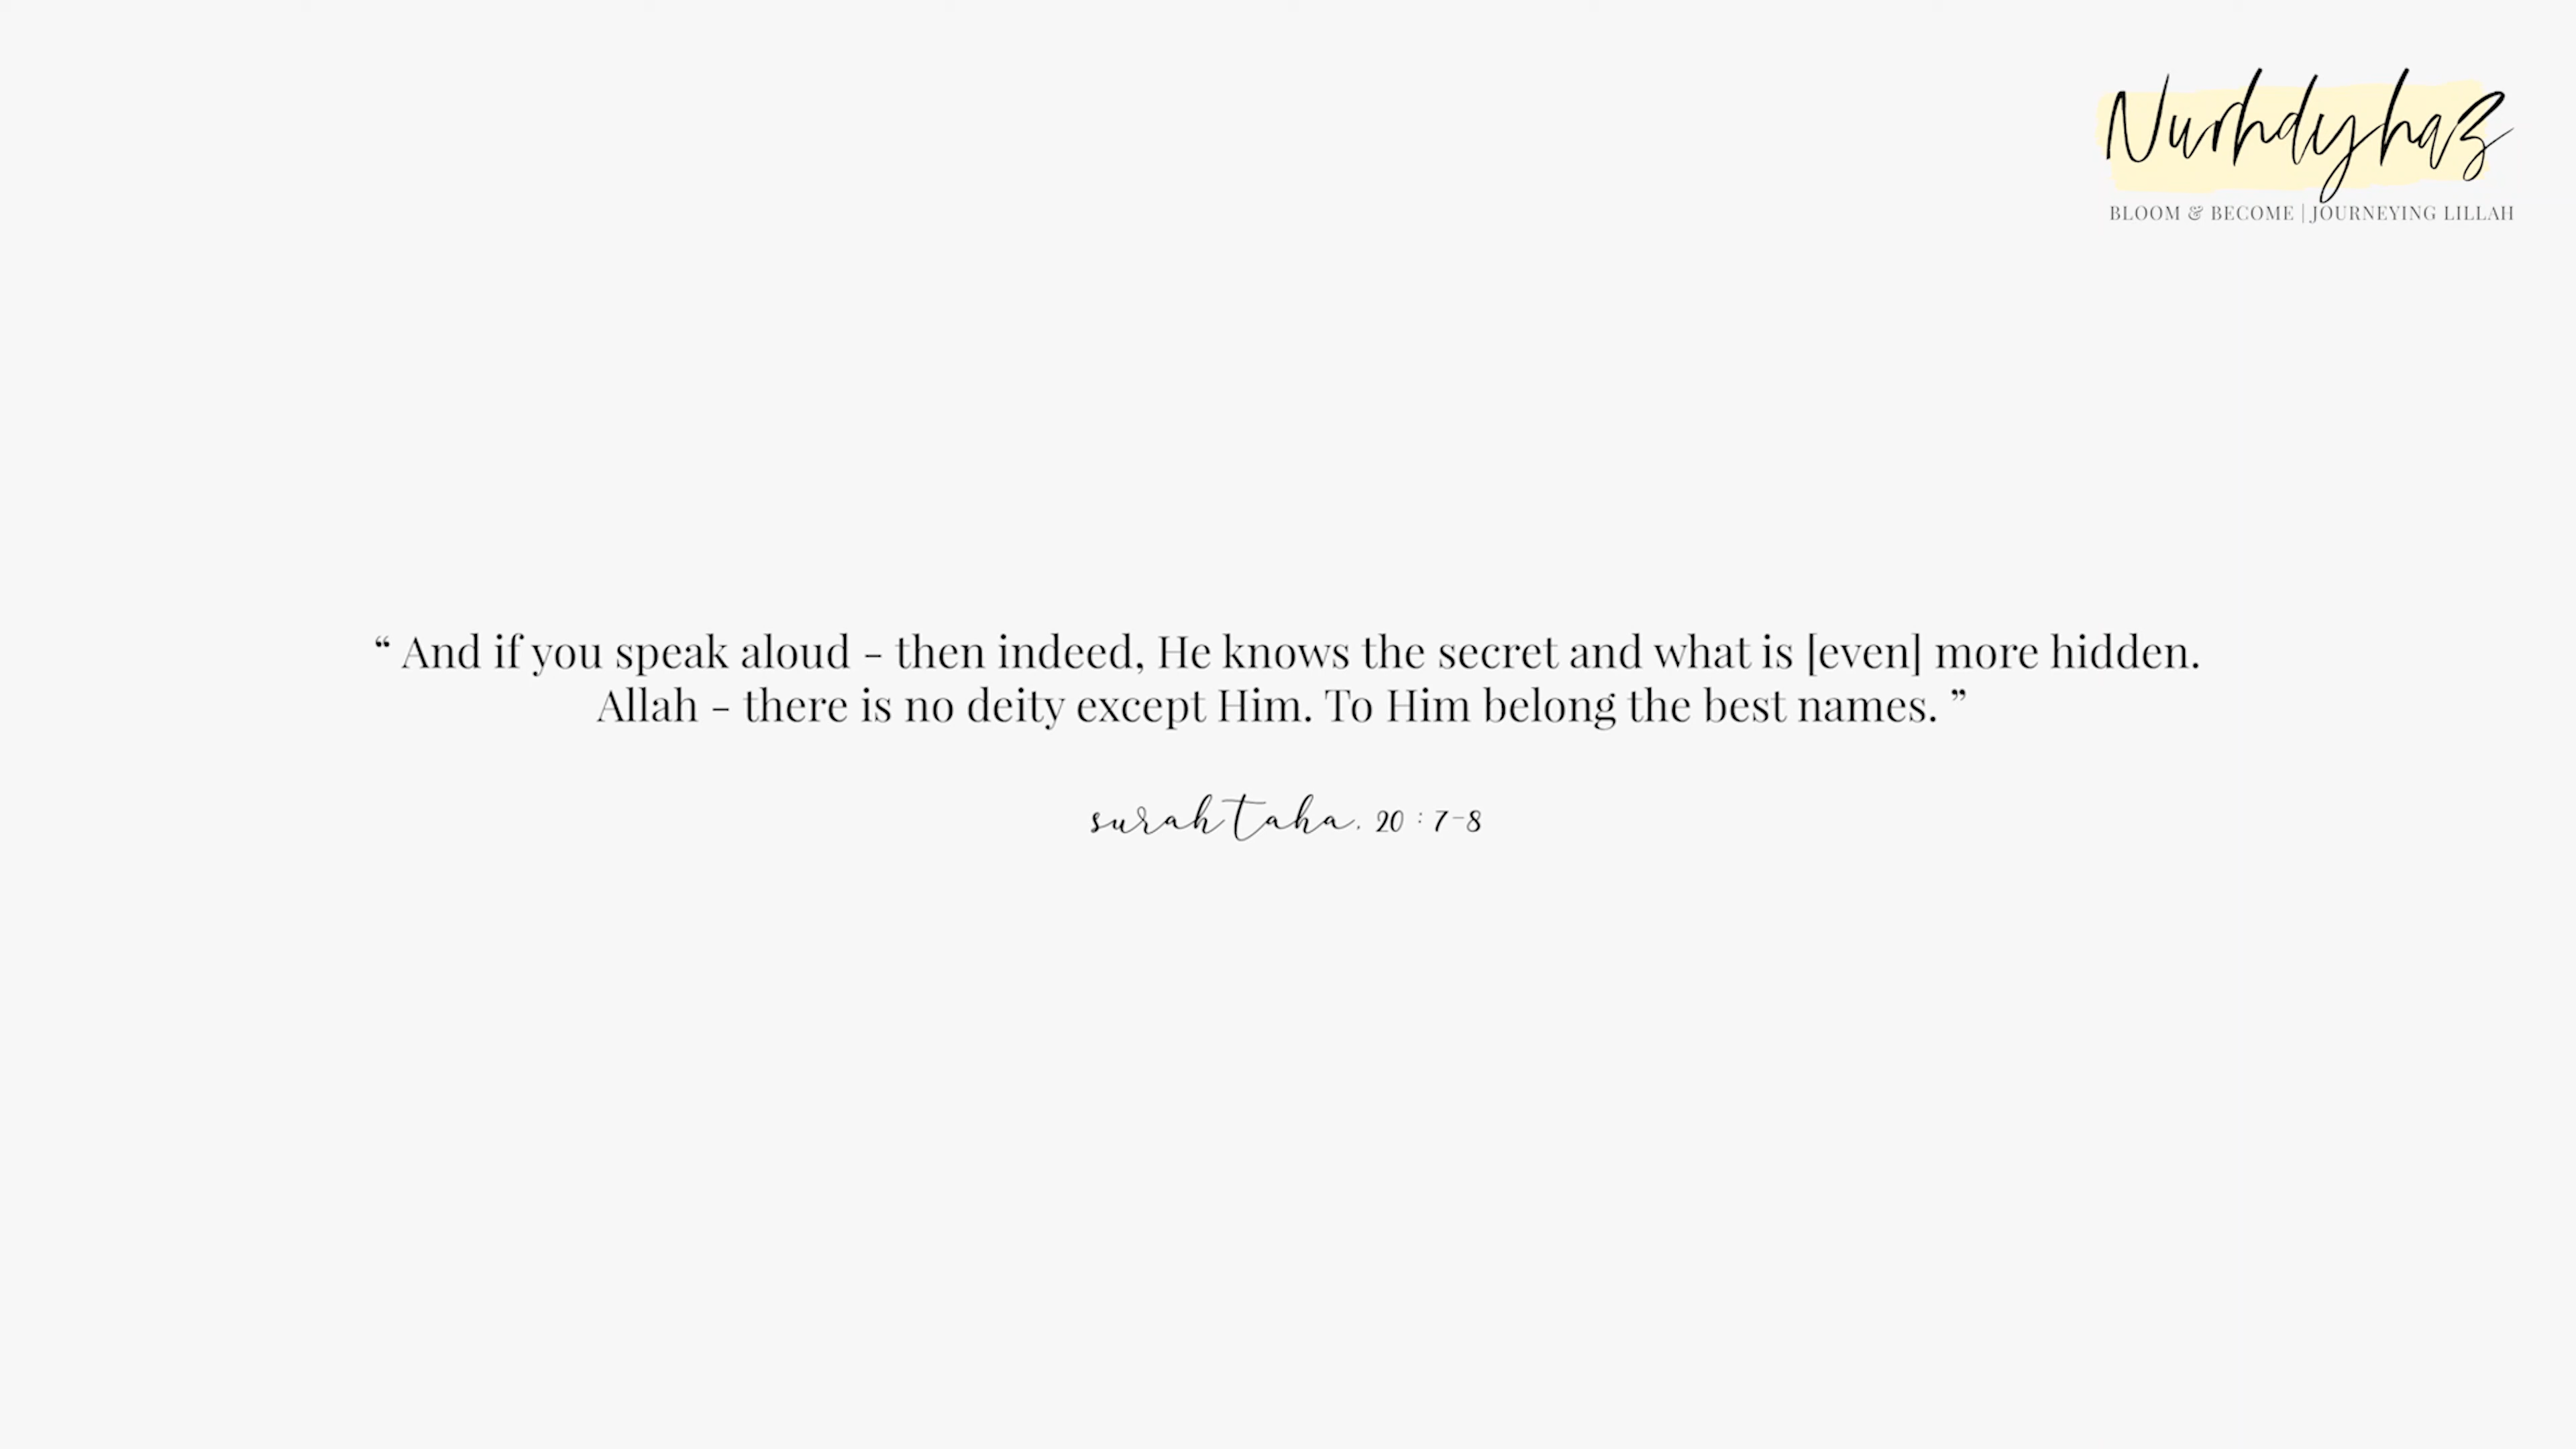 Nurhdyhaz
BLOOM & BECOME | JOURNEYING LILLAH
“ And if you speak aloud - then indeed, He knows the secret and what is [even] more hidden.
Allah - there is no deity except Him. To Him belong the best names. ”
surah Taha, 20 : 7-8